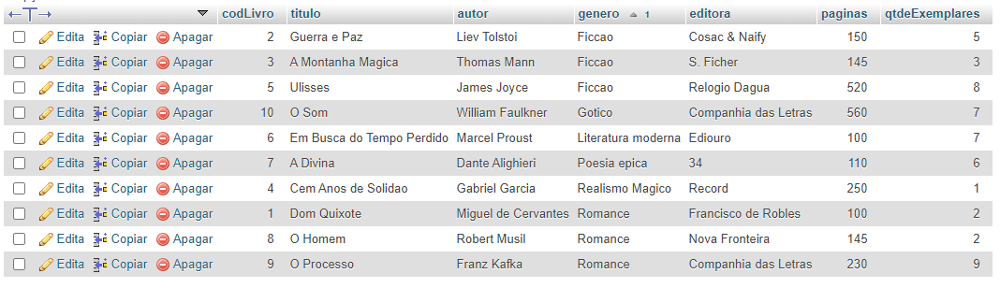 codLivro titulo autor genero 1 editora paginas qtdeExemplares
Edita Copiar Apagar 2 Guerra e Paz Liev Tolstoi Ficcao Cosac & Naify 150 5
Edita Copiar Apagar 3 A Montanha Magica Thomas Mann Ficcao S. Ficher 145 3
Edita Copiar Apagar 5 Ulisses James Joyce Ficcao Relogio Dagua 520 8
Edita Copiar Apagar 10 O Som William Faulkner Gotico Companhia das Letras 560 7
Edita Copiar Apagar 6 Em Busca do Tempo Perdido Marcel Proust Literatura moderna Ediouro 100 7
Edita Copiar Apagar 7 A Divina Dante Alighieri Poesia epica 34 110 6
Edita Copiar Apagar 4 Cem Anos de Solidao Gabriel Garcia Realismo Magico Record 250 1
Edita Copiar Apagar 1 Dom Quixote Miguel de Cervantes Romance Francisco de Robles 100 2
Edita Copiar Apagar 8 O Homem Robert Musil Romance Nova Fronteira 145 2
Edita Copiar Apagar 9 O Processo Franz Kafka Romance Companhia das Letras 230 9